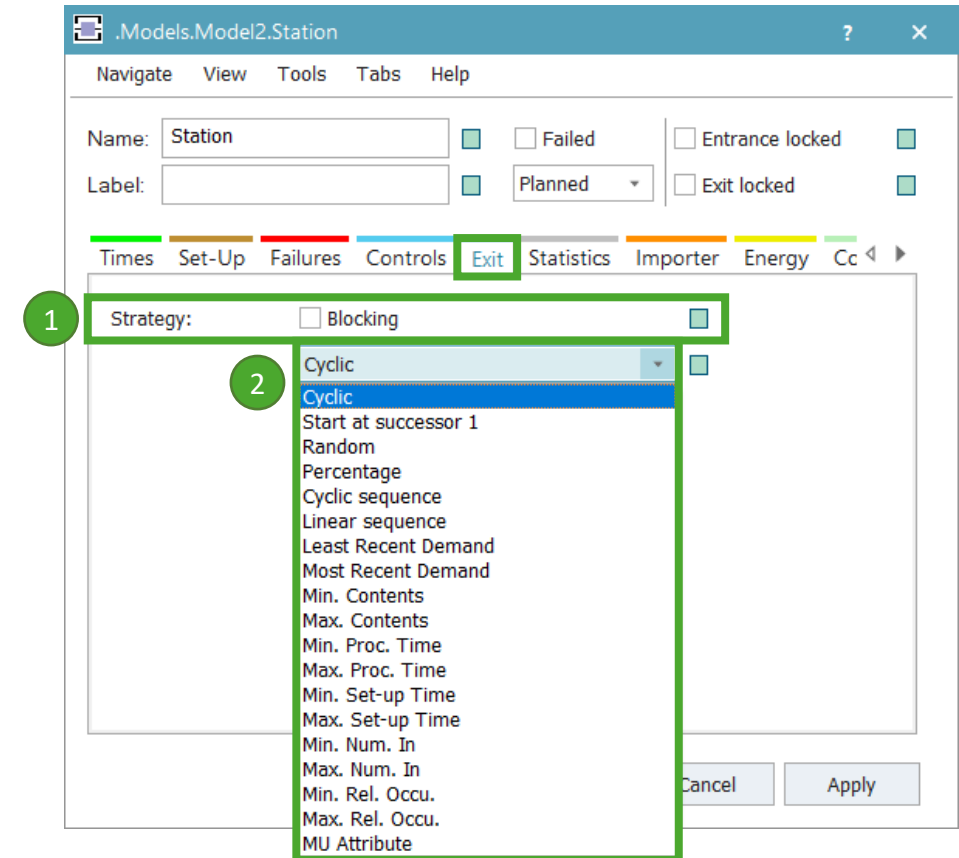 .Models.Model2.Station ? ×
Navigate View Tools Tabs Help
Name: Station Failed Entrance locked
Label: Planned Exit locked
Times Set-Up Failures Controls Exit Statistics Importer Energy Cc
1 Strategy: Blocking
2 Cyclic
Cyclic
Start at successor 1
Random
Percentage
Cyclic sequence
Linear sequence
Least Recent Demand
Most Recent Demand
Min. Contents
Max. Contents
Min. Proc. Time
Max. Proc. Time
Min. Set-up Time
Max. Set-up Time
Min. Num. In
Max. Num. In
Min. Rel. Occu.
Max. Rel. Occu.
MU Attribute
Cancel Apply